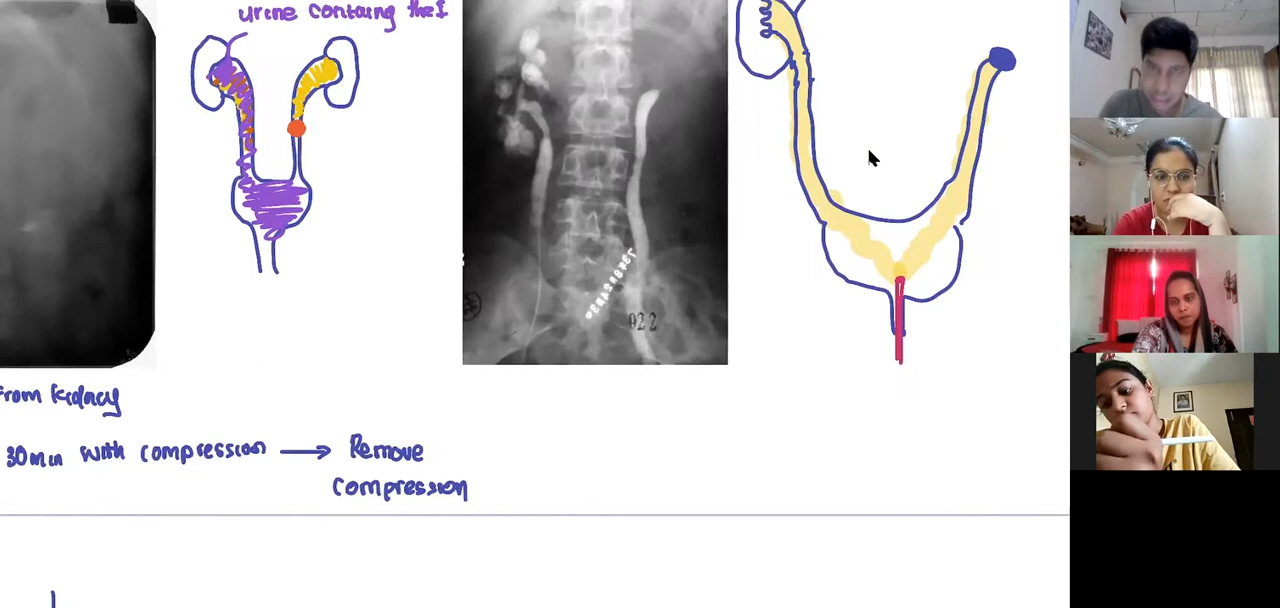 urine containg the I
022
From Kidney
30min with compression → Remove
compression